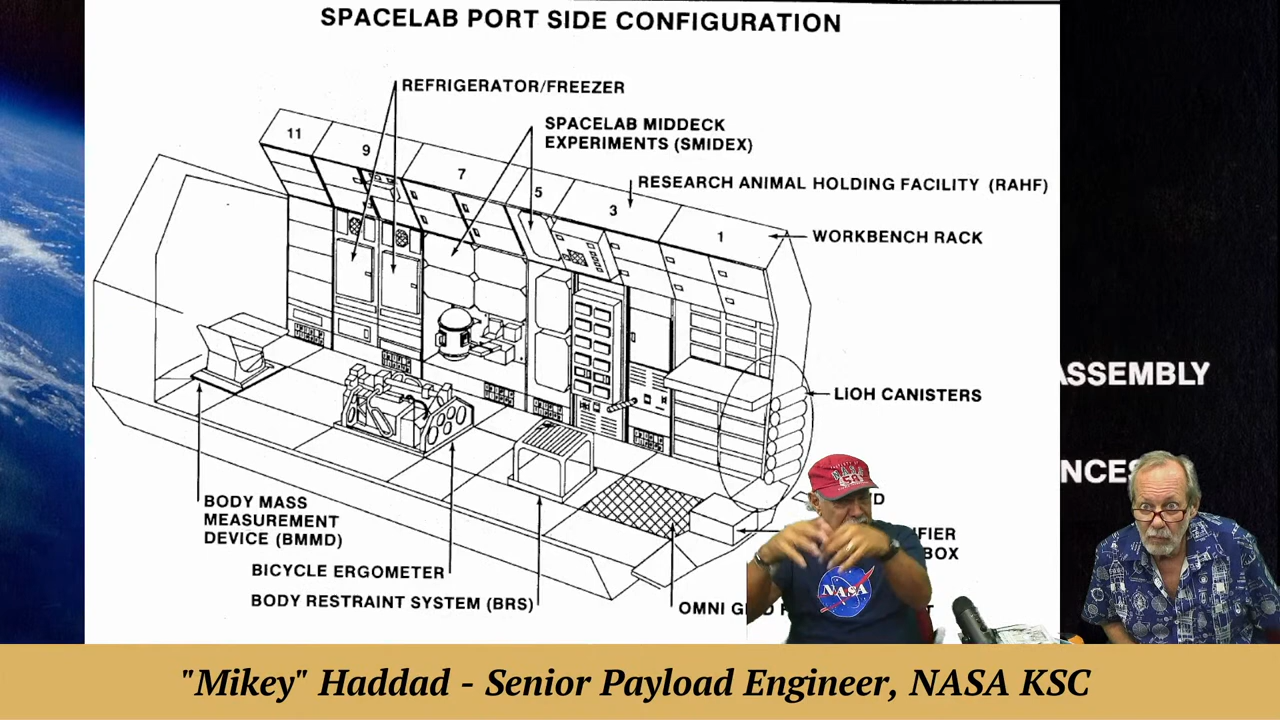 SPACELAB PORT SIDE CONFIGURATION
REFRIGERATOR/FREEZER
SPACELAB MIDDECK
EXPERIMENTS (SMIDEX)
RESEARCH ANIMAL HOLDING FACILITY (RAHF)
11
9
7
5
3
1
WORKBENCH RACK
LIOH CANISTERS
ASSEMBLY
BODY MASS
MEASUREMENT
DEVICE (BMMD)
BICYCLE ERGOMETER
BODY RESTRAINT SYSTEM (BRS)
OMNI
BOX
NASA
"Mikey" Haddad - Senior Payload Engineer, NASA KSC